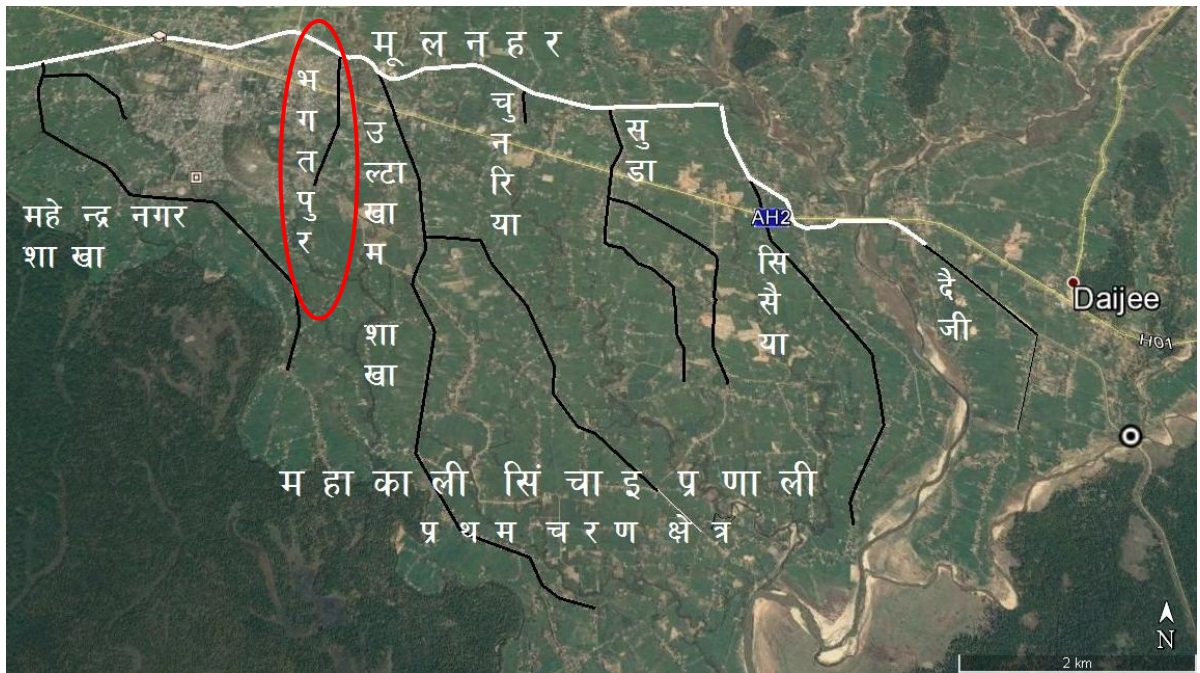 मूल नहर
भगतपुर
उल्टाखाम
शाखा
चुनरिया
सुडा
महेन्द्र नगर
शाखा
AH2
सिसैया
दैजी
Daijee
H01
महाकाली सिंचाइ प्रणाली
प्रथम चरण क्षेत्र
N
2 km